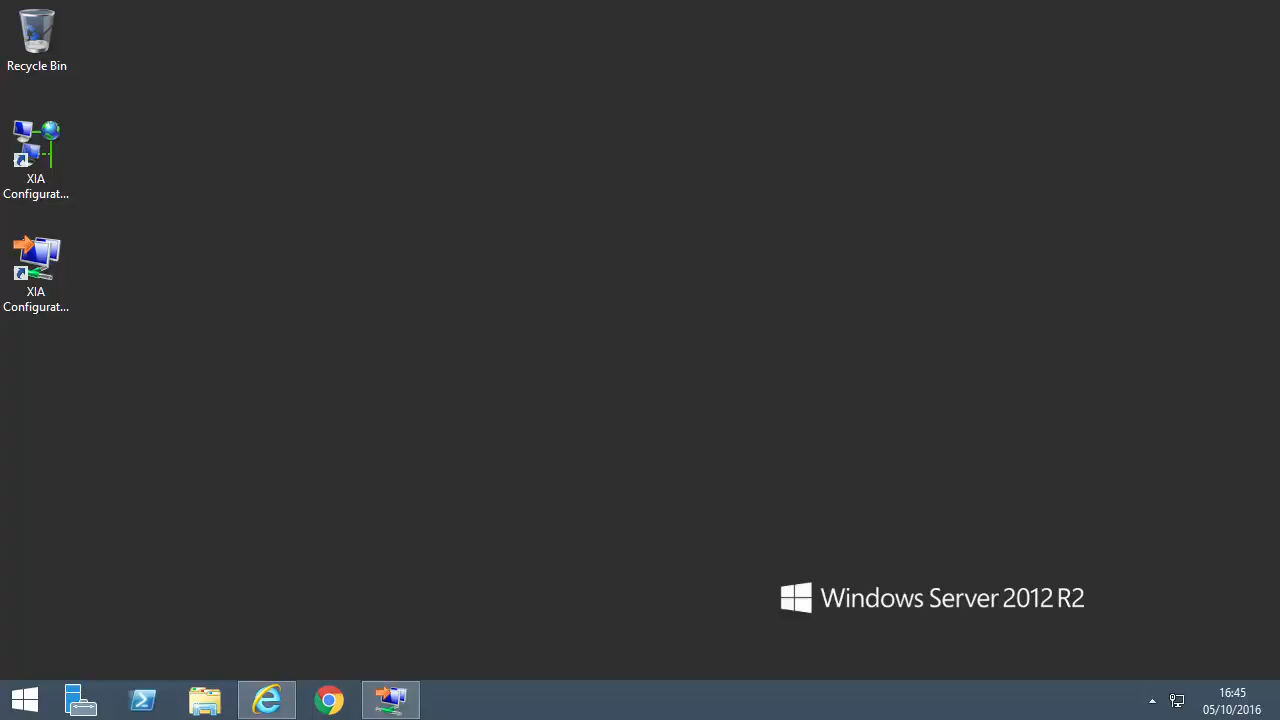 Recycle Bin
XIA
Configurat...
XIA
Configurat...
Windows Server 2012 R2
16:45
05/10/2016